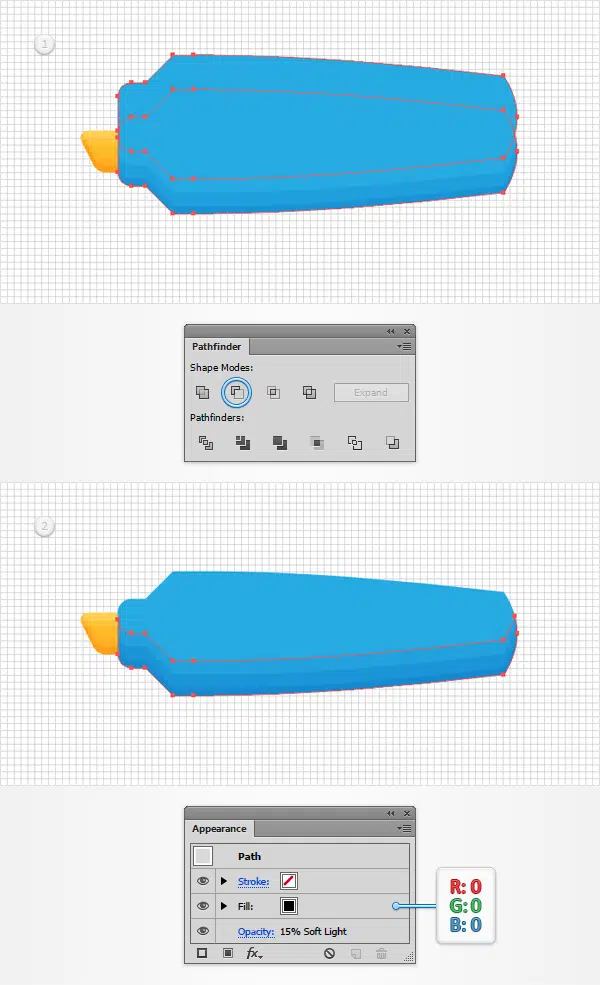 1
Pathfinder
Shape Modes:
Expand
Pathfinders:
2
Appearance
Path
Stroke:
Fill:
R: 0
G: 0
B: 0
Opacity: 15% Soft Light
fx